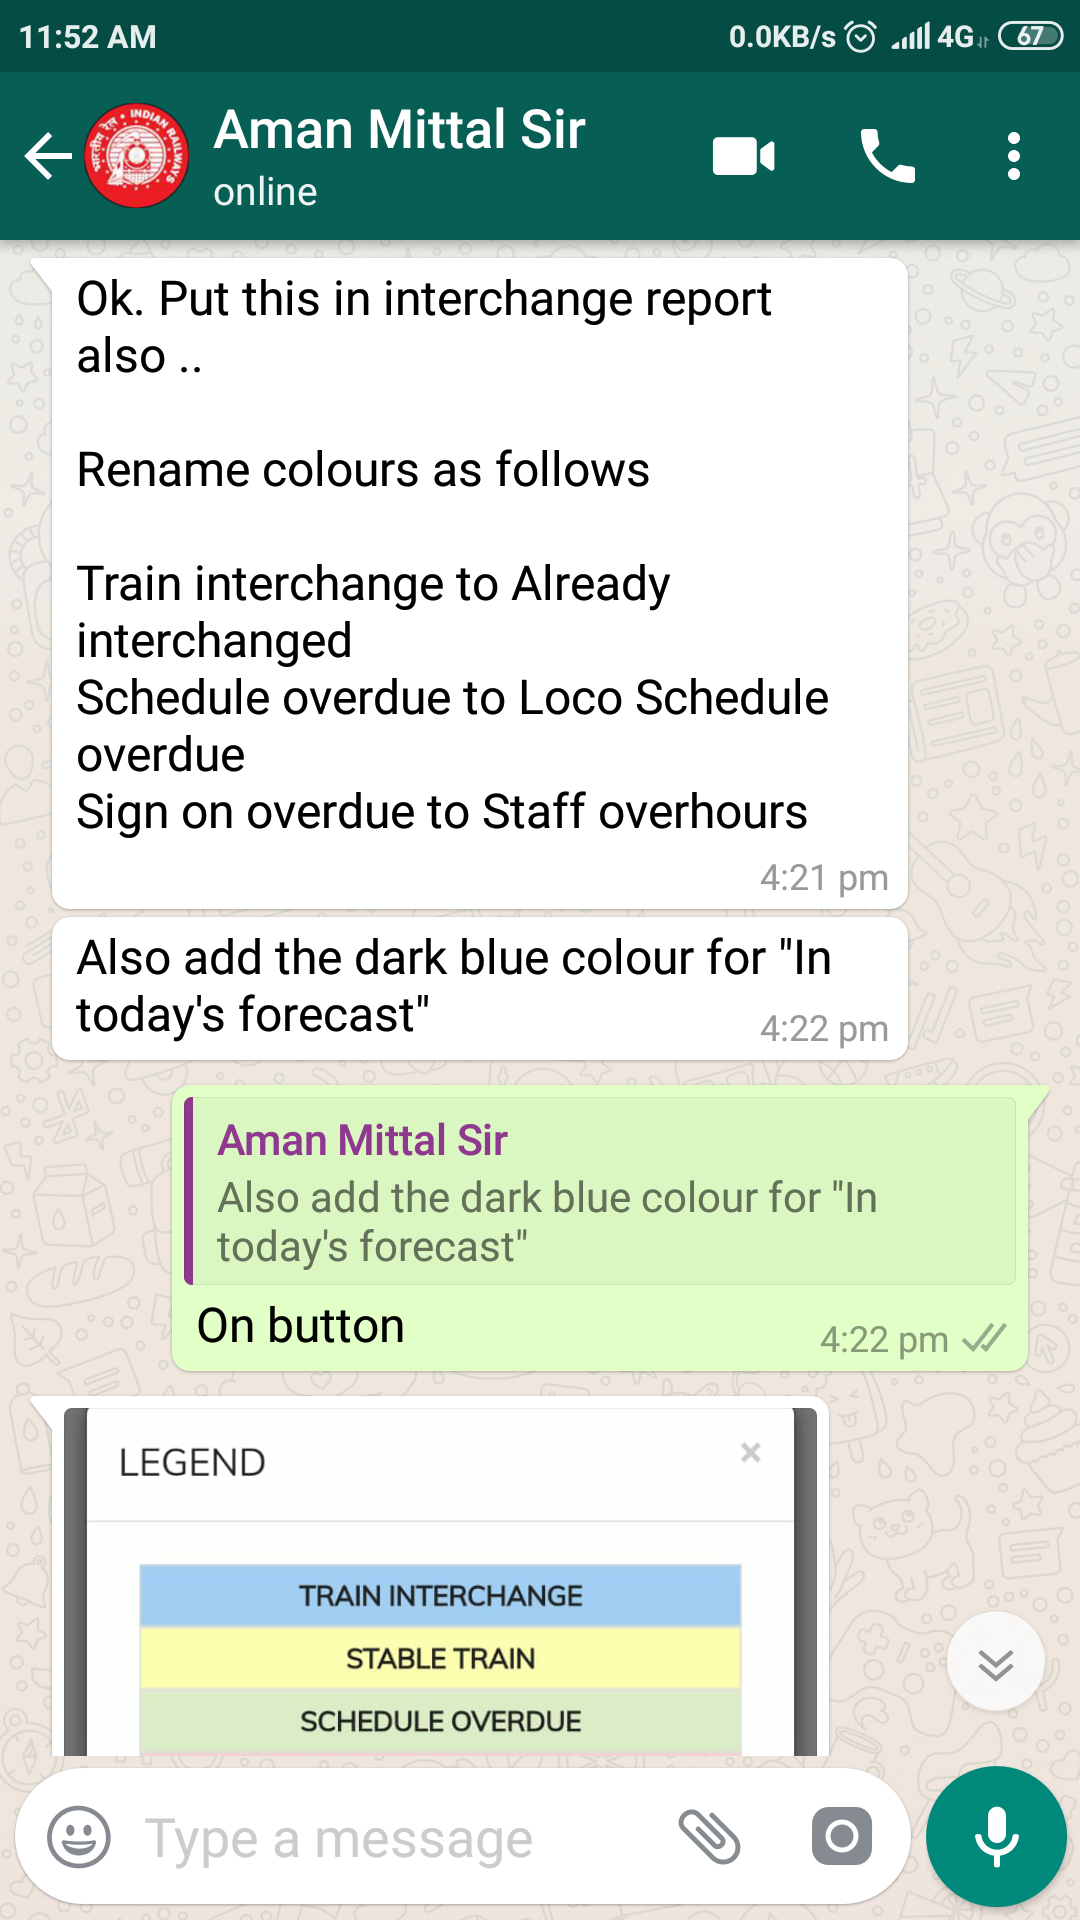 11:52 AM
0.0KB/s 4G 67
Aman Mittal Sir
online
Ok. Put this in interchange report
also ..
Rename colours as follows
Train interchange to Already
interchanged
Schedule overdue to Loco Schedule
overdue
Sign on overdue to Staff overhours
4:21 pm
Also add the dark blue colour for "In
today's forecast"
4:22 pm
Aman Mittal Sir
Also add the dark blue colour for "In
today's forecast"
On button
4:22 pm
LEGEND
×
TRAIN INTERCHANGE
STABLE TRAIN
SCHEDULE OVERDUE
Type a message
INDIAN RAILWAYS
भारतीय रेल